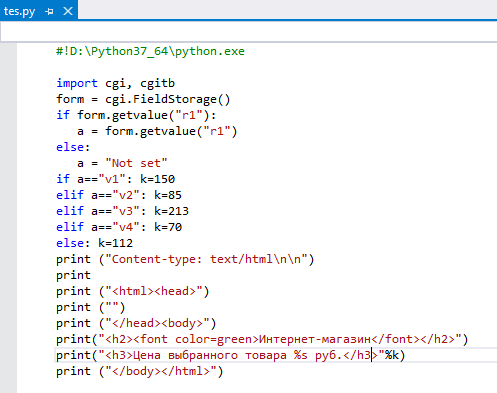 tes.py
#!D:\Python37_64\python.exe
import cgi, cgitb
form = cgi.FieldStorage()
if form.getvalue("r1"):
   a = form.getvalue("r1")
else:
   a = "Not set"
if a=="v1": k=150
elif a=="v2": k=85
elif a=="v3": k=213
elif a=="v4": k=70
else: k=112
print ("Content-type: text/html\n\n")
print
print ("<html><head>")
print ("")
print ("</head><body>")
print("<h2><font color=green>Интернет-магазин</font></h2>")
print("<h3>Цена выбранного товара %s руб.</h3>"%k)
print ("</body></html>")